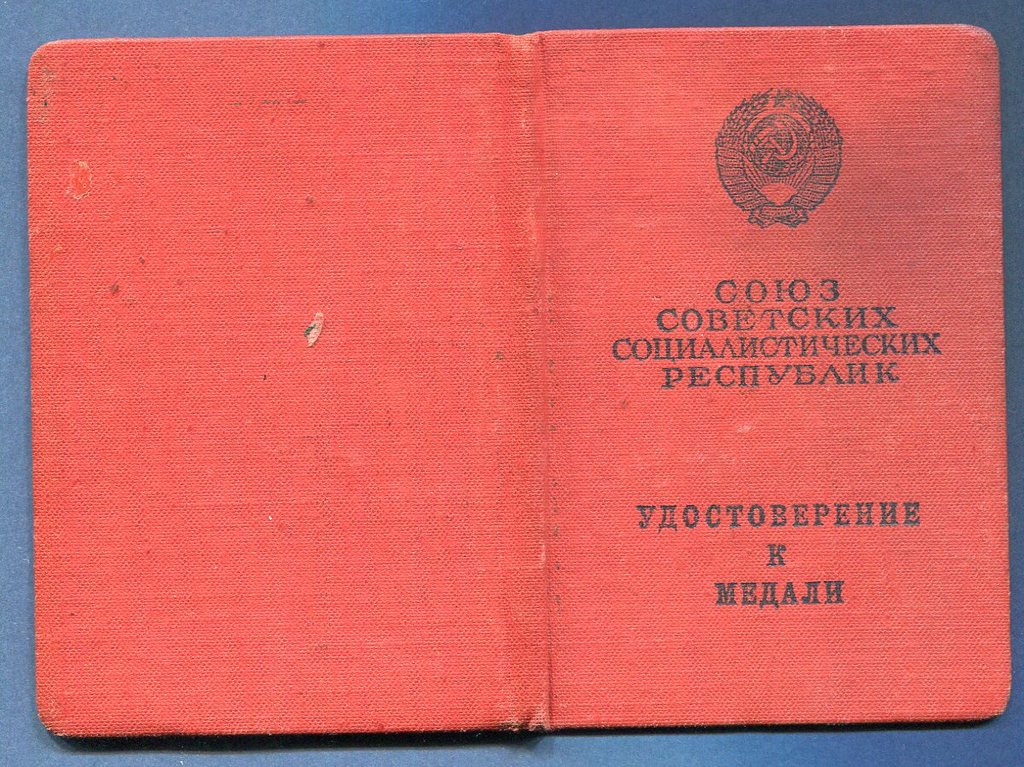 СОЮЗ
СОВЕТСКИХ
СОЦИАЛИСТИЧЕСКИХ
РЕСПУБЛИК
УДОСТОВЕРЕНИЕ
К
МЕДАЛИ